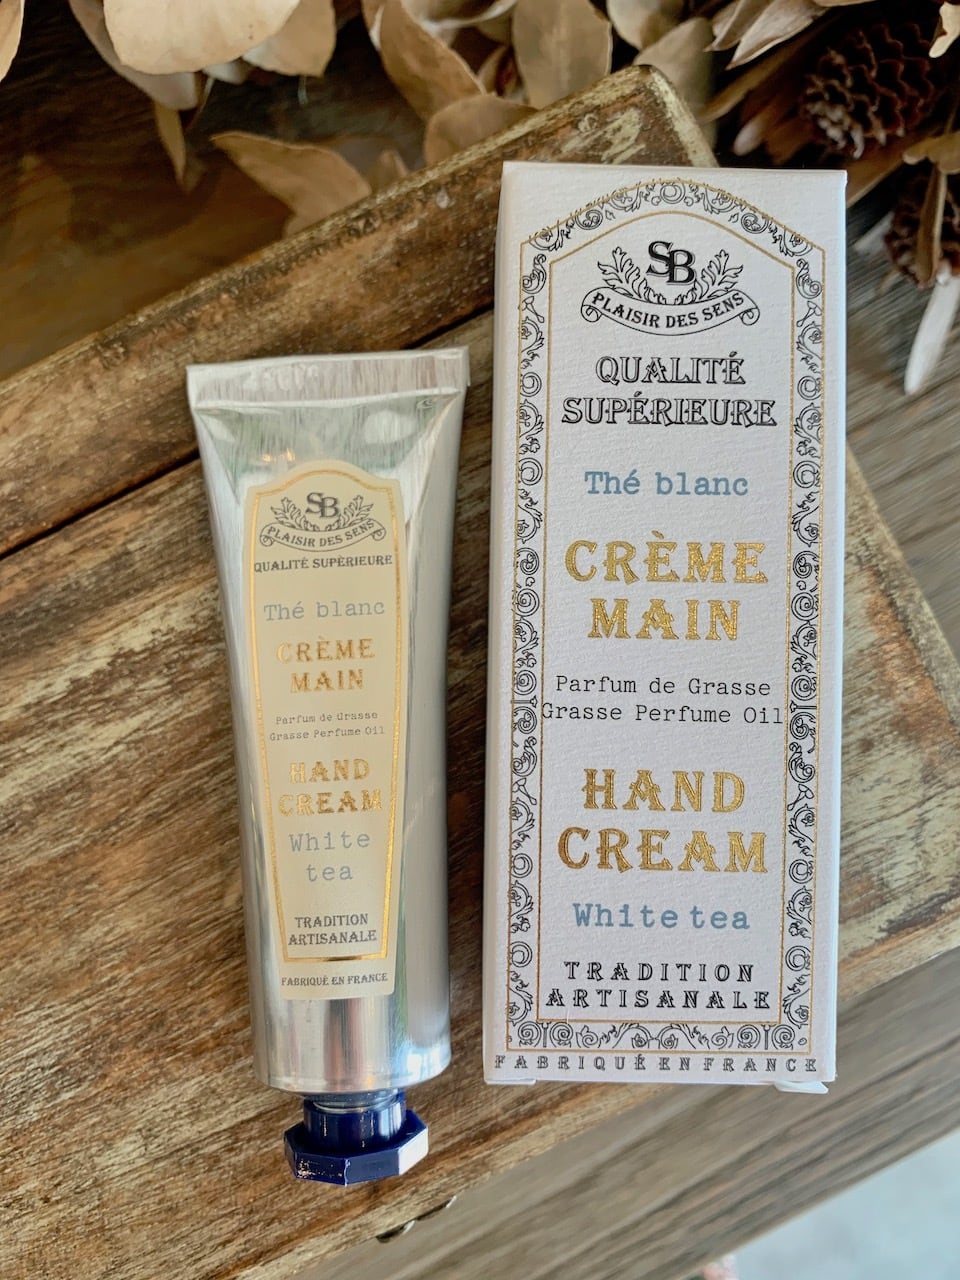 SB
PLAISIR DES SENS
QUALITÉ SUPÉRIEURE
Thé blanc
CRÈME
MAIN
Parfum de Grasse
Grasse Perfume Oil
HAND
CREAM
White
tea
TRADITION
ARTISANALE
FABRIQUÉ EN FRANCE
SB
PLAISIR DES SENS
QUALITÉ
SUPÉRIEURE
Thé blanc
CRÈME
MAIN
Parfum de Grasse
Grasse Perfume Oil
HAND
CREAM
White tea
TRADITION
ARTISANALE
FABRIQUÉ EN FRANCE